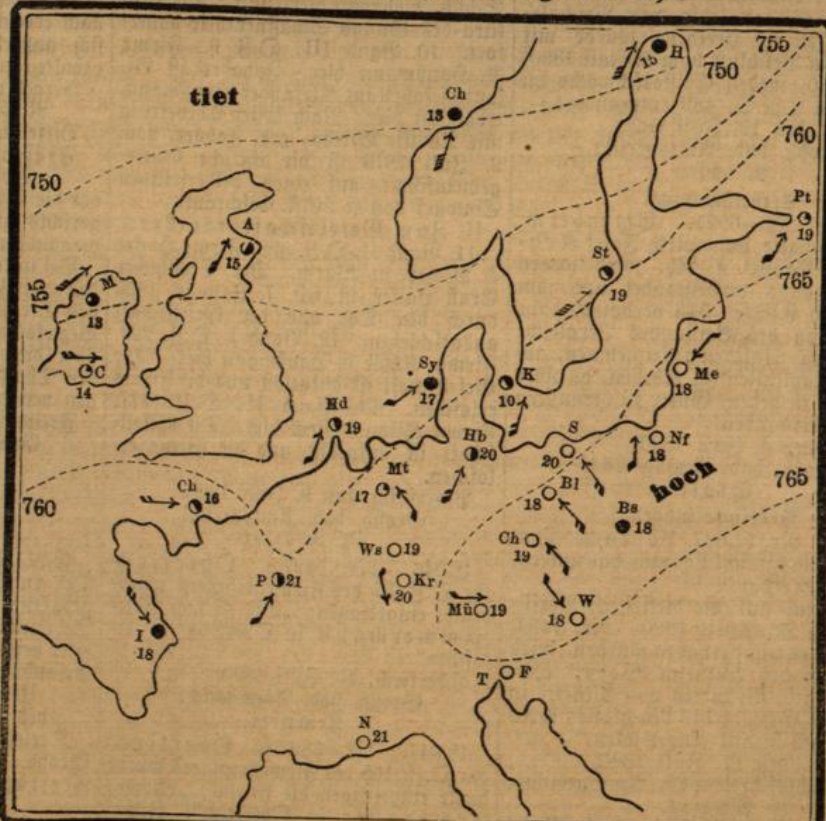 755
750
H
15
tief
Ch
13
760
Pt
19
750
A
15
St
19
765
M
13
755
C
14
Sy
17
K
10
Me
18
Hd
19
Hb
20
S
20
Nf
18
hoch
765
760
Mt
17
Bl
18
Bs
18
Ch 16
Ws 19
Ch
19
P 21
Kr
20
Mü 19
W
18
I
18
T F
N
21